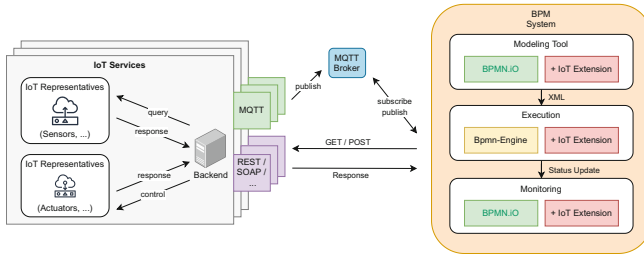 IoT Services
IoT Representatives
(Sensors, ...)
IoT Representatives
(Actuators, ...)
query
response
response
control
Backend
MQTT
REST /
SOAP /
...
publish
MQTT
Broker
subscribe
publish
GET / POST
Response
BPM
System
Modeling Tool
BPMN.iO
+ IoT Extension
XML
Execution
Bpmn-Engine
+ IoT Extension
Status Update
Monitoring
BPMN.iO
+ IoT Extension